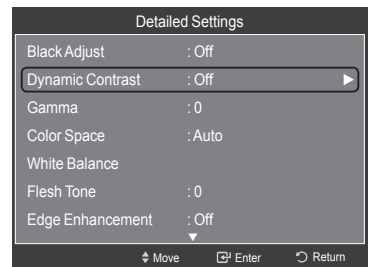 Detailed Settings
Black Adjust : Off
Dynamic Contrast : Off
Gamma : 0
Color Space : Auto
White Balance
Flesh Tone : 0
Edge Enhancement : Off
Move Enter Return